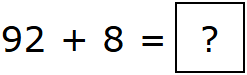 92 + 8 = ?